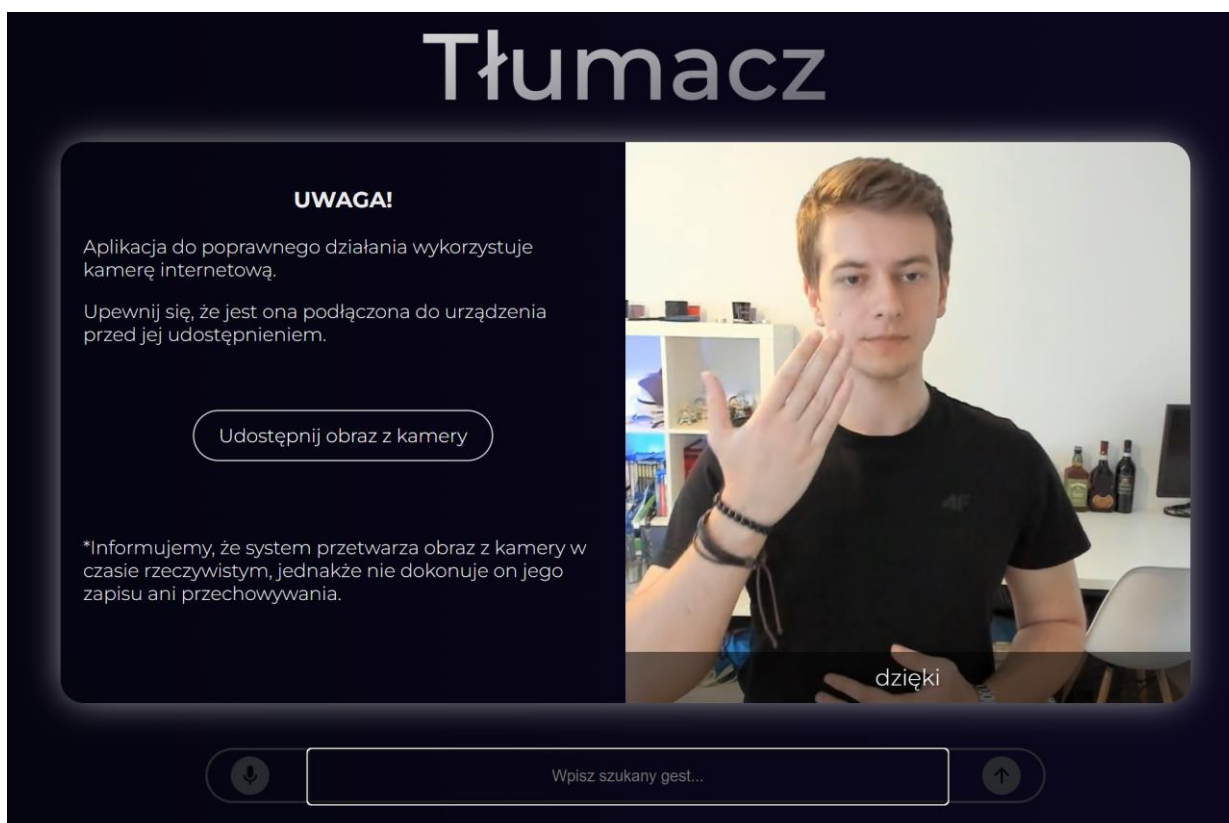 Tłumacz
UWAGA!
Aplikacja do poprawnego działania wykorzystuje
kamerę internetową.
Upewnij się, że jest ona podłączona do urządzenia
przed jej udostępnieniem.
Udostępnij obraz z kamery
*Informujemy, że system przetwarza obraz z kamery w
czasie rzeczywistym, jednakże nie dokonuje on jego
zapisu ani przechowywania.
4F
dzięki
Wpisz szukany gest...